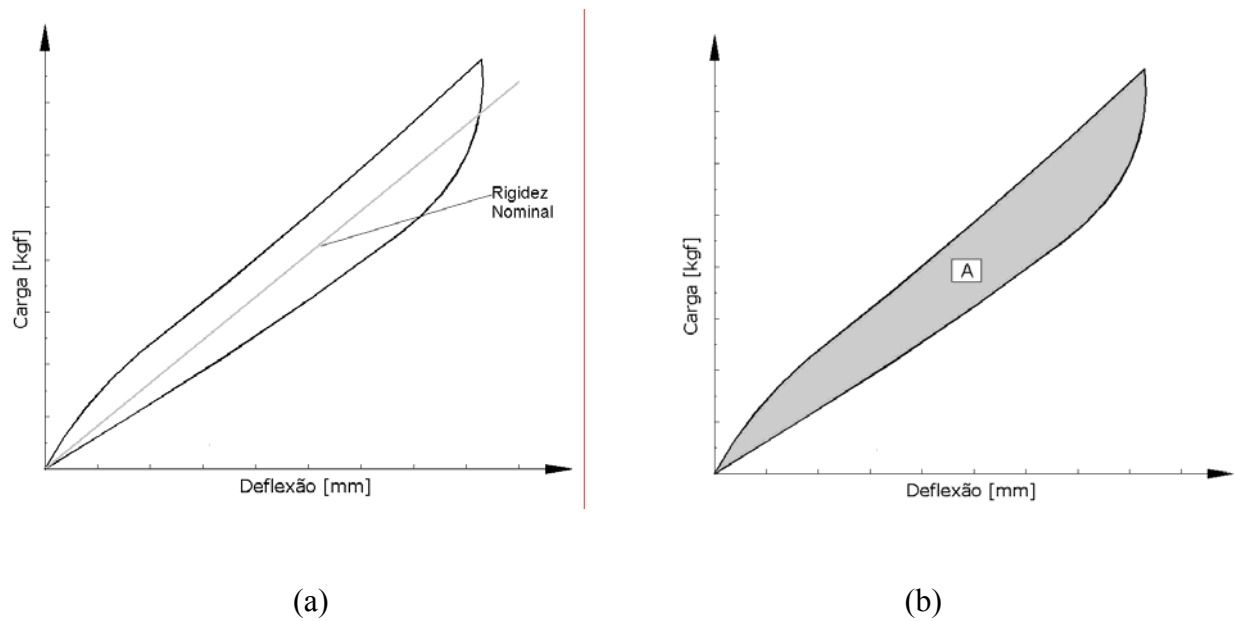 Carga [kgf]
Rigidez
Nominal
Deflexão [mm]
(a)
Carga [kgf]
A
Deflexão [mm]
(b)